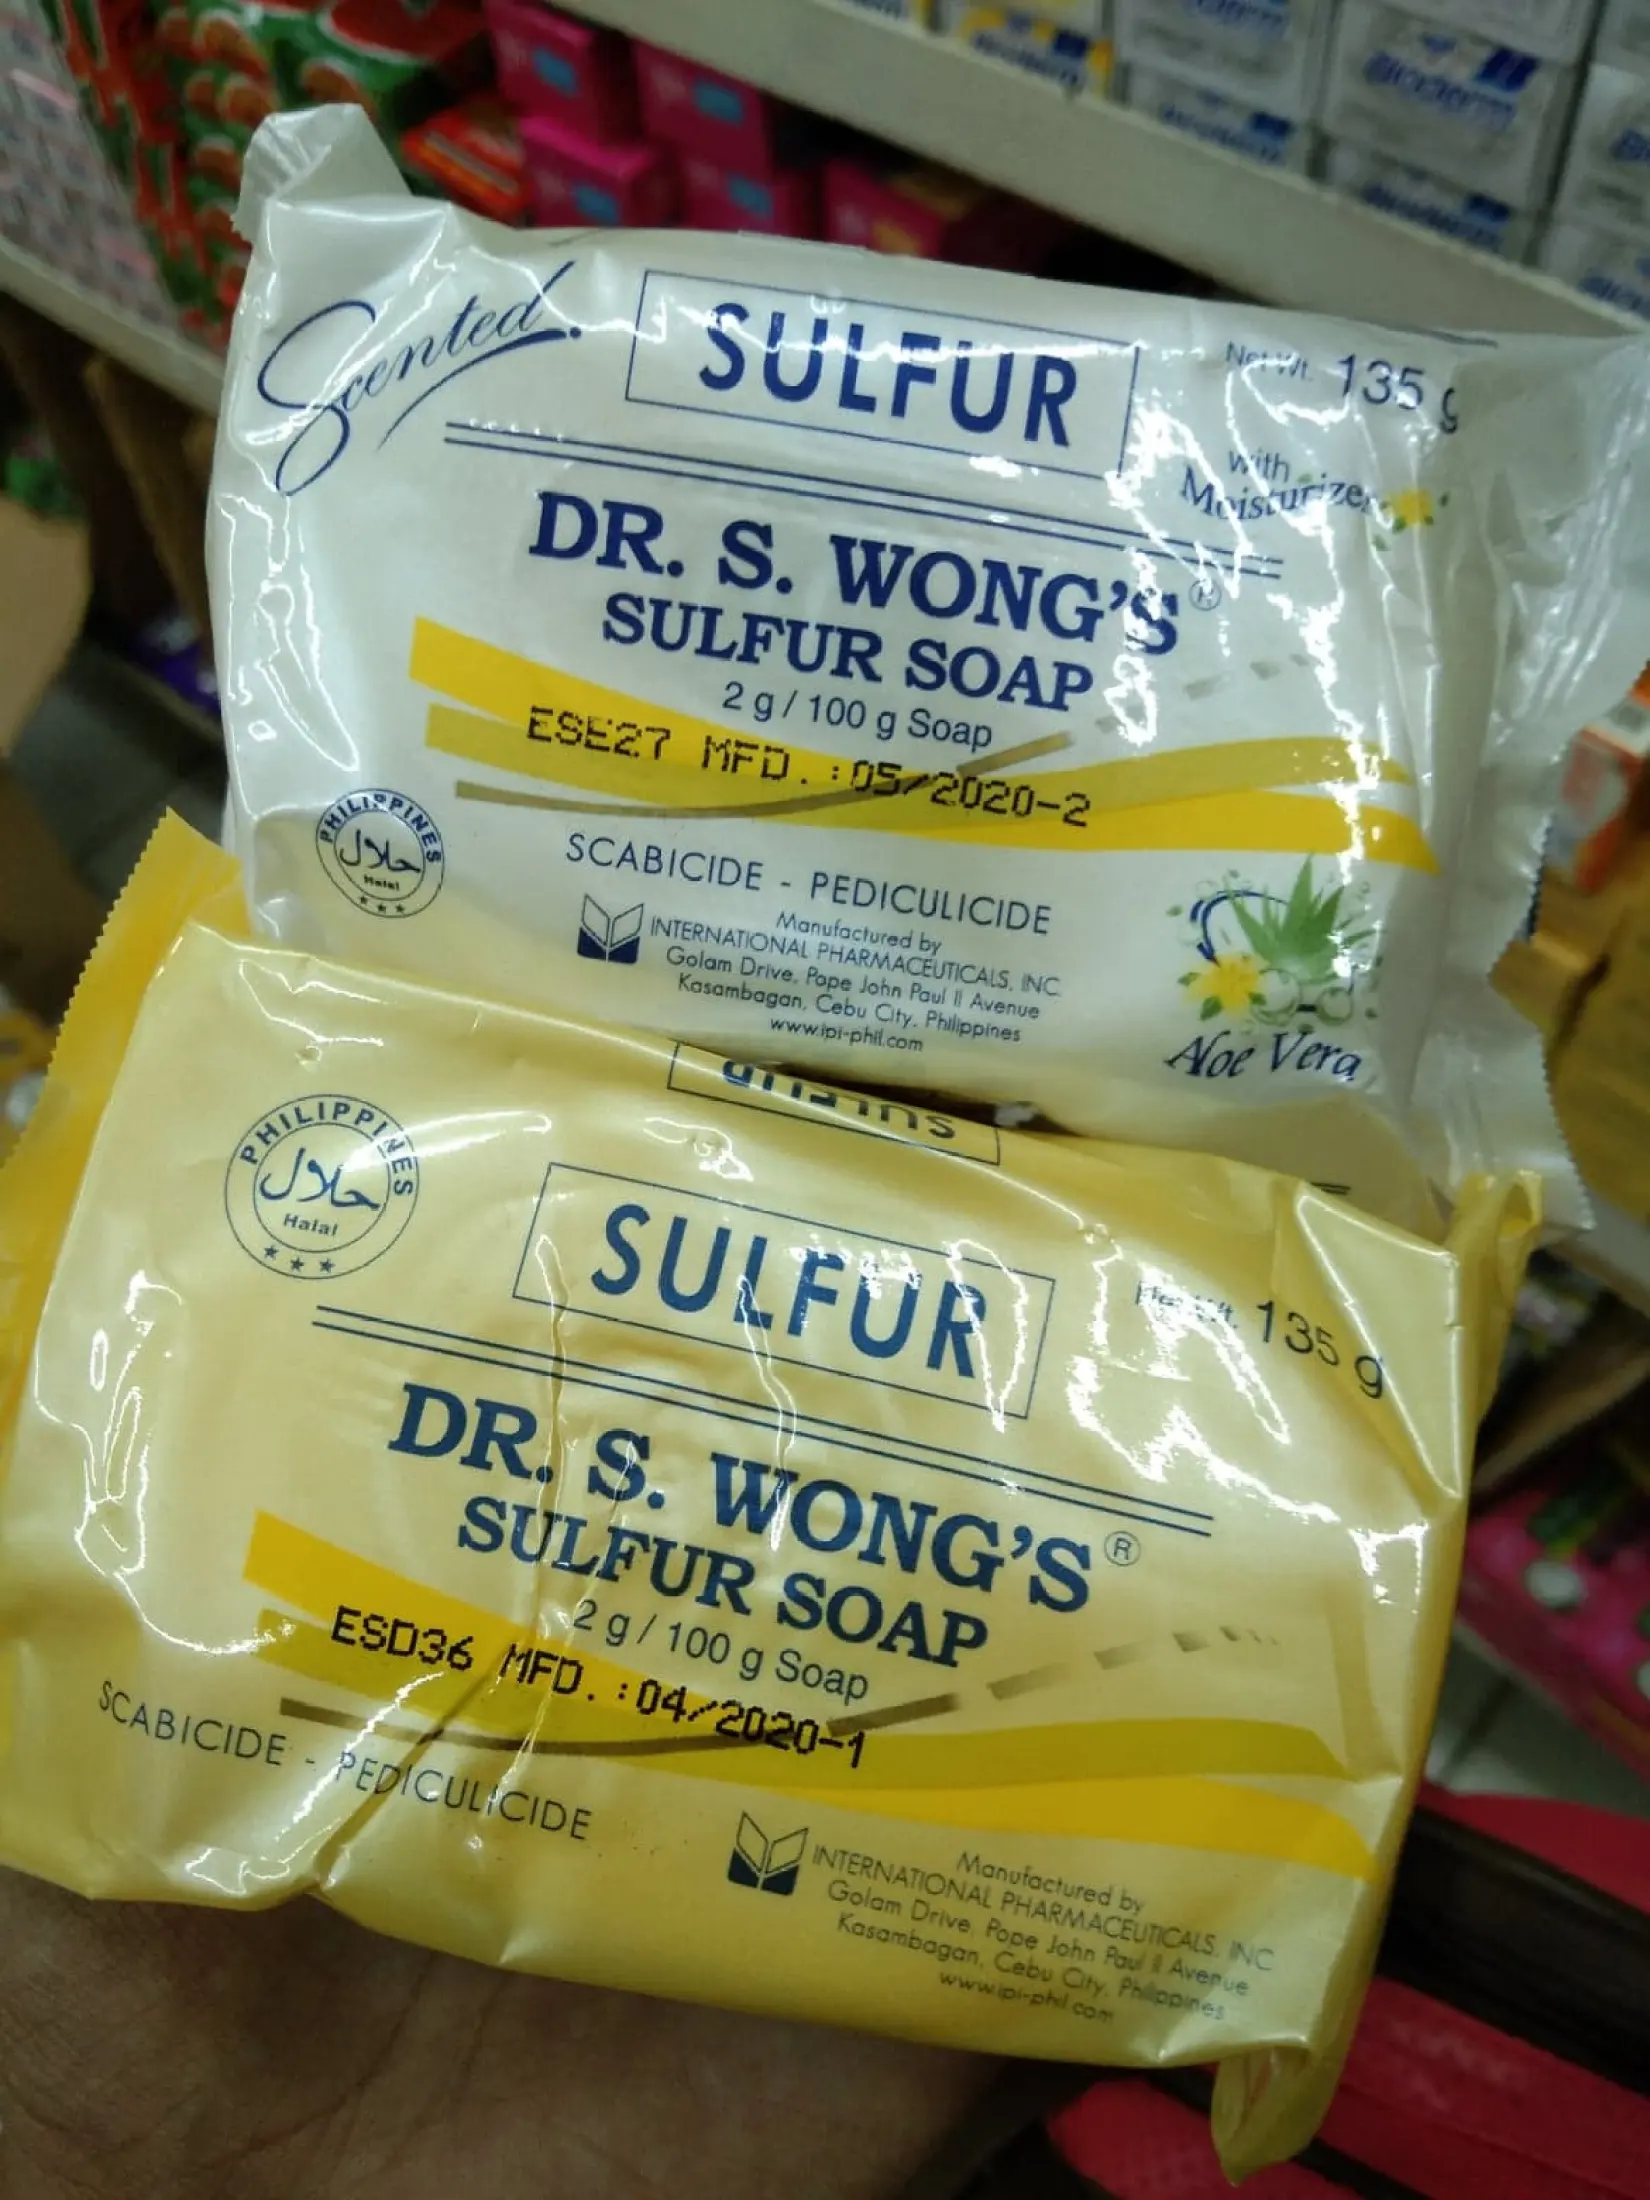 Scented
SULFUR
Net Wt. 135 g
with
Moisturizer
DR. S. WONG'S®
SULFUR SOAP
2 g / 100 g Soap
ESE27 MFD. :05/2020-2
PHILIPPINES
حلال
Halal
SCABICIDE - PEDICULICIDE
Manufactured by
INTERNATIONAL PHARMACEUTICALS, INC.
Golam Drive, Pope John Paul II Avenue
Kasambagan, Cebu City, Philippines
www.ipi-phil.com
Aloe Vera
PHILIPPINES
حلال
Halal
SULFUR
Net Wt. 135 g
DR. S. WONG'S®
SULFUR SOAP
2 g / 100 g Soap
ESD36 MFD. :04/2020-1
SCABICIDE - PEDICULICIDE
Manufactured by
INTERNATIONAL PHARMACEUTICALS, INC
Golam Drive, Pope John Paul II Avenue
Kasambagan, Cebu City, Philippines
www.ipi-phil.com